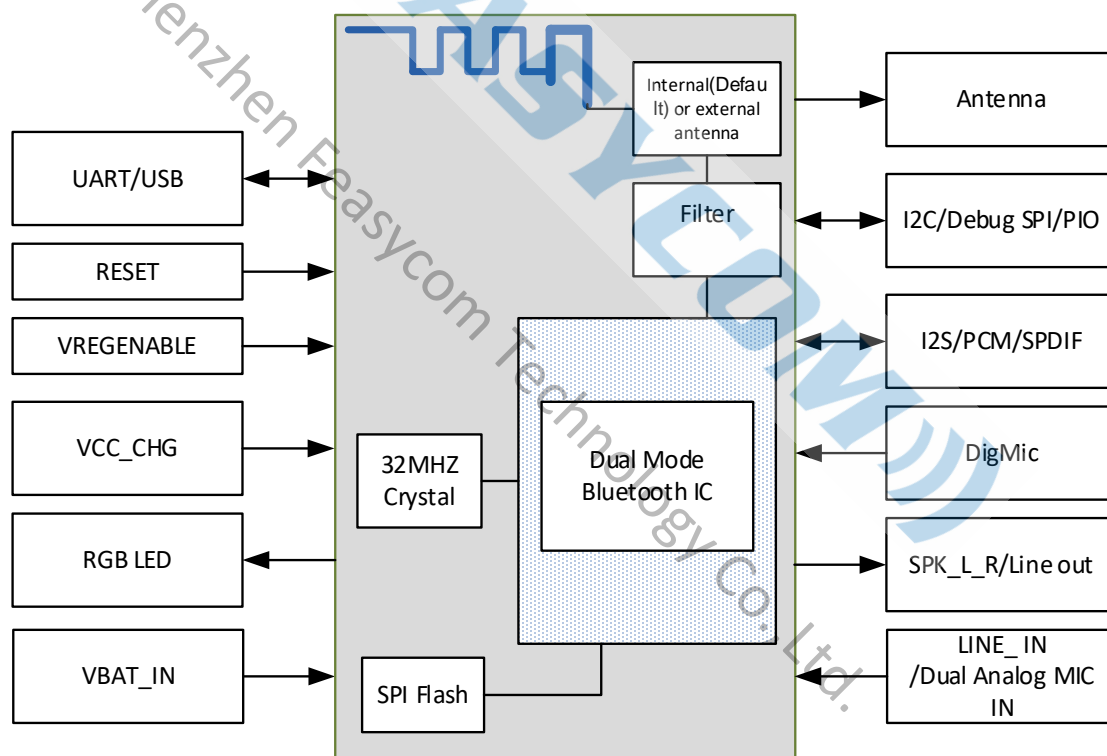 UART/USB
RESET
VREGENABLE
VCC_CHG
RGB LED
VBAT_IN
Internal(Defau
lt) or external
antenna
Filter
32MHZ
Crystal
Dual Mode
Bluetooth IC
SPI Flash
Antenna
I2C/Debug SPI/PIO
I2S/PCM/SPDIF
DigMic
SPK_L_R/Line out
LINE_ IN
/Dual Analog MIC
IN
ASYCOM
enzhen Feasycom Technology Co., Ltd.